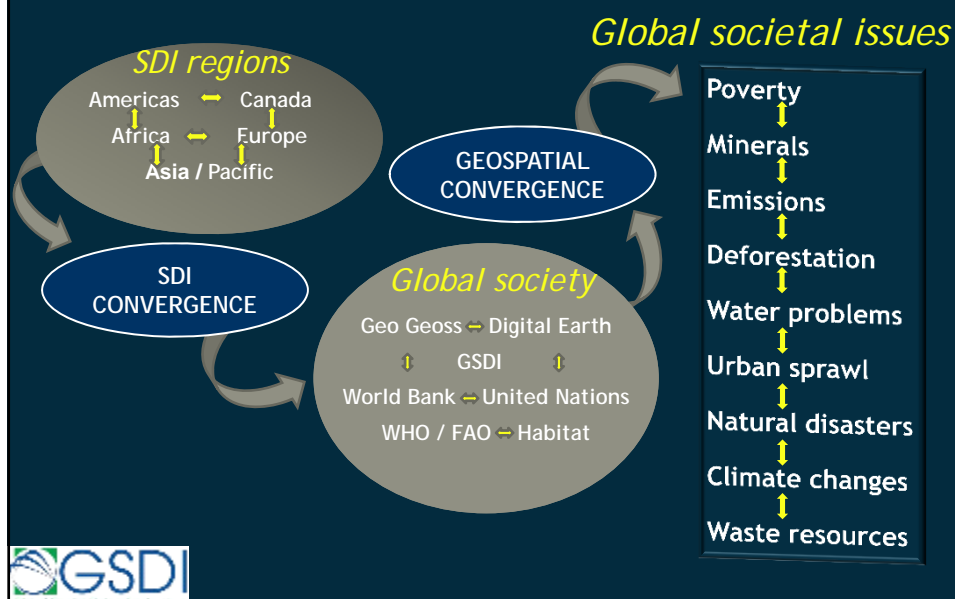 Global societal issues
SDI regions
Americas Canada
Africa Europe
Asia / Pacific
SDI
CONVERGENCE
GEOSPATIAL
CONVERGENCE
Global society
Geo Geoss Digital Earth
GSDI
World Bank United Nations
WHO / FAO Habitat
Poverty
Minerals
Emissions
Deforestation
Water problems
Urban sprawl
Natural disasters
Climate changes
Waste resources
GSDI